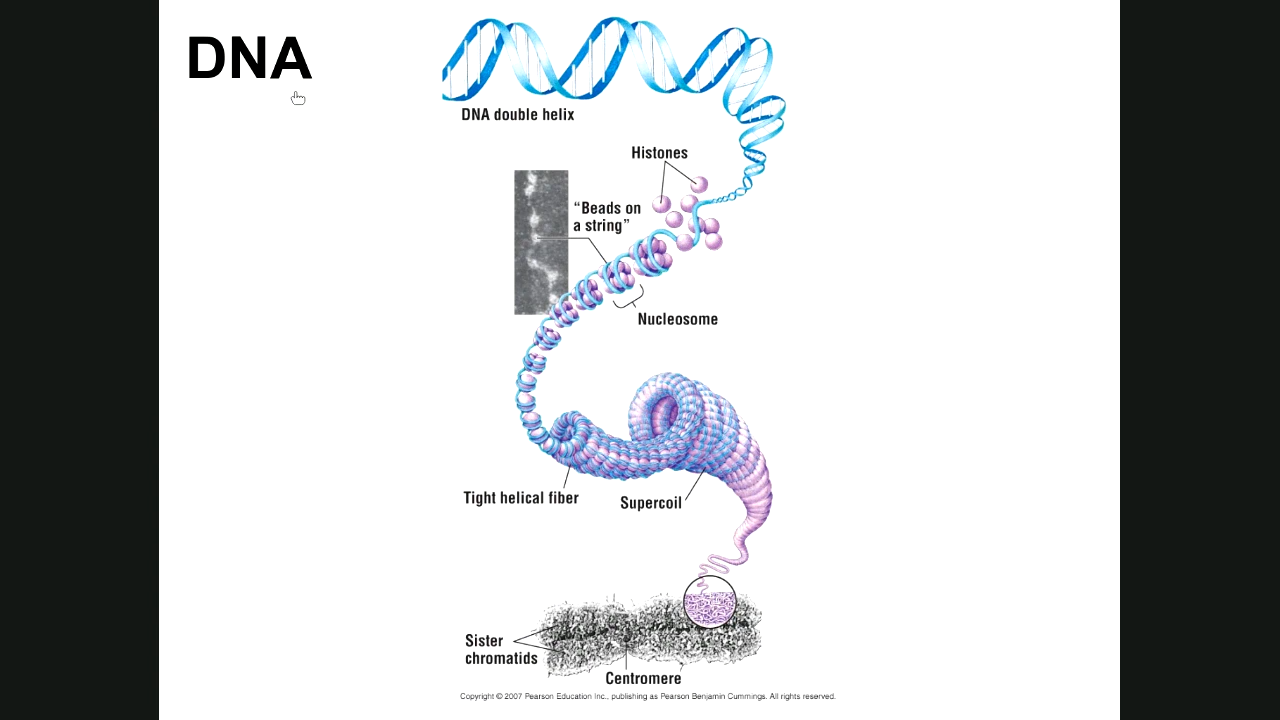 DNA
DNA double helix
Histones
“Beads on
a string”
Nucleosome
Tight helical fiber
Supercoil
Sister
chromatids
Centromere
Copyright © 2007 Pearson Education Inc., publishing as Pearson Benjamin Cummings. All rights reserved.